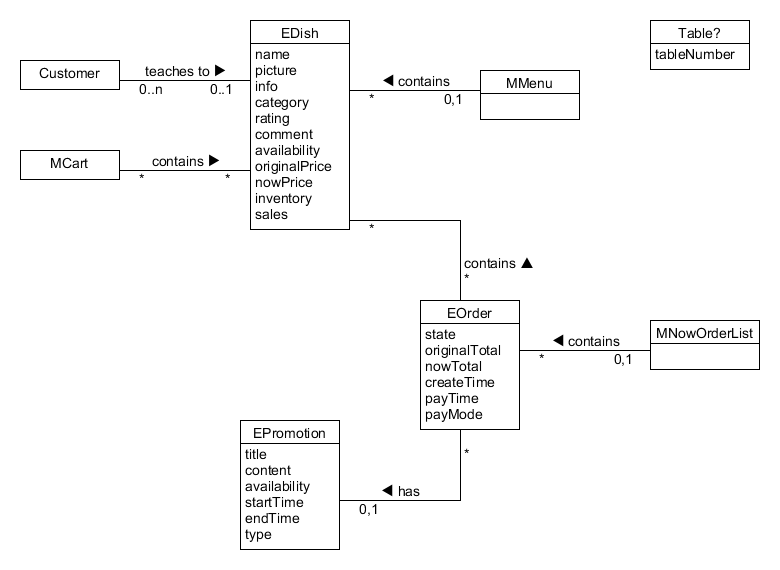 EDish
name
picture
info
category
rating
comment
availability
originalPrice
nowPrice
inventory
sales
Table?
tableNumber
Customer
teaches to ▶
0..n
0..1
◀ contains
*
0,1
MMenu
MCart
contains ▶
*
*
*
contains ▲
*
EOrder
state
originalTotal
nowTotal
createTime
payTime
payMode
◀ contains
*
0,1
MNowOrderList
EPromotion
title
content
availability
startTime
endTime
type
*
◀ has
0,1